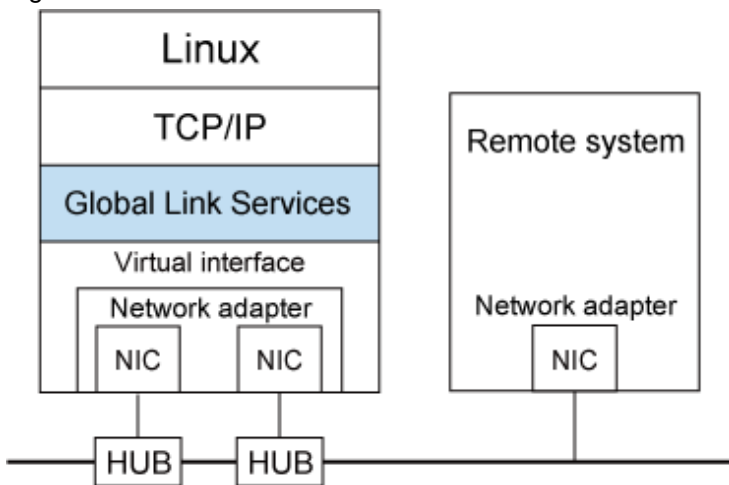 Linux
TCP/IP
Global Link Services
Virtual interface
Network adapter
NIC NIC
HUB HUB
Remote system
Network adapter
NIC